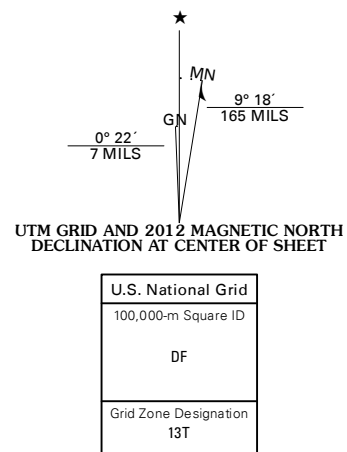 MN
9° 18´
165 MILS
GN
0° 22´
7 MILS
UTM GRID AND 2012 MAGNETIC NORTH
DECLINATION AT CENTER OF SHEET
U.S. National Grid
100,000-m Square ID
DF
Grid Zone Designation
13T